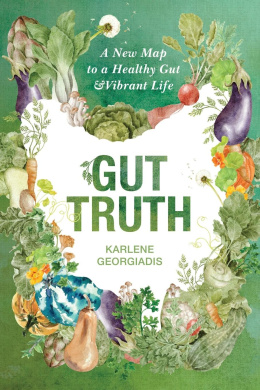 A New Map
to a Healthy Gut
&Vibrant Life
GUT
TRUTH
KARLENE
GEORGIADIS